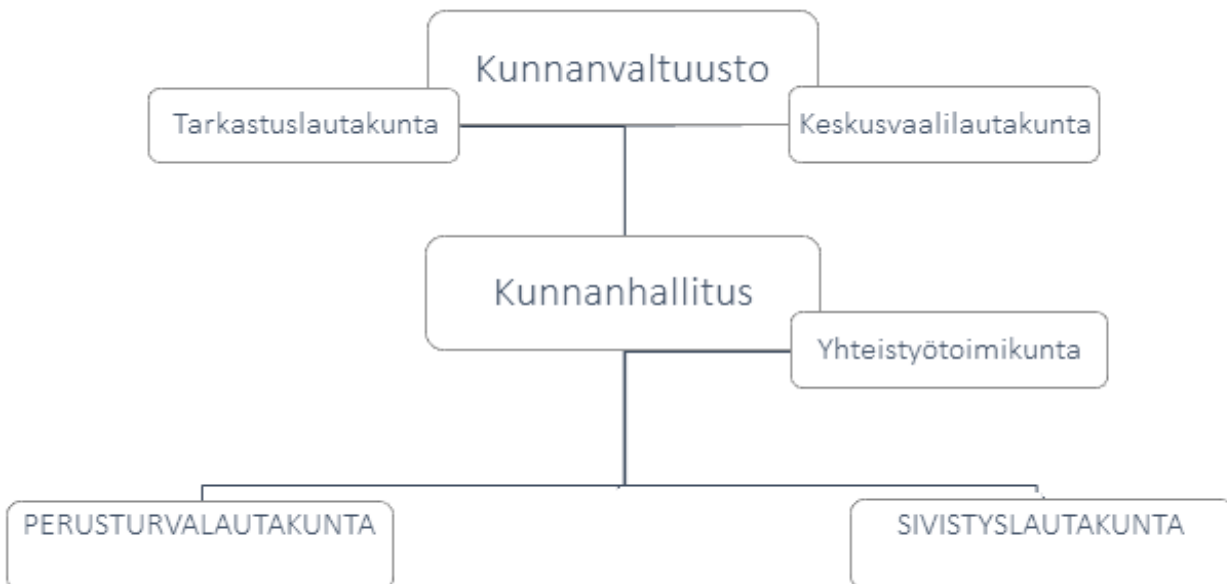 Kunnanvaltuusto
Tarkastuslautakunta
Keskusvaalilautakunta
Kunnanhallitus
Yhteistyötoimikunta
PERUSTURVALAUTAKUNTA
SIVISTYSLAUTAKUNTA